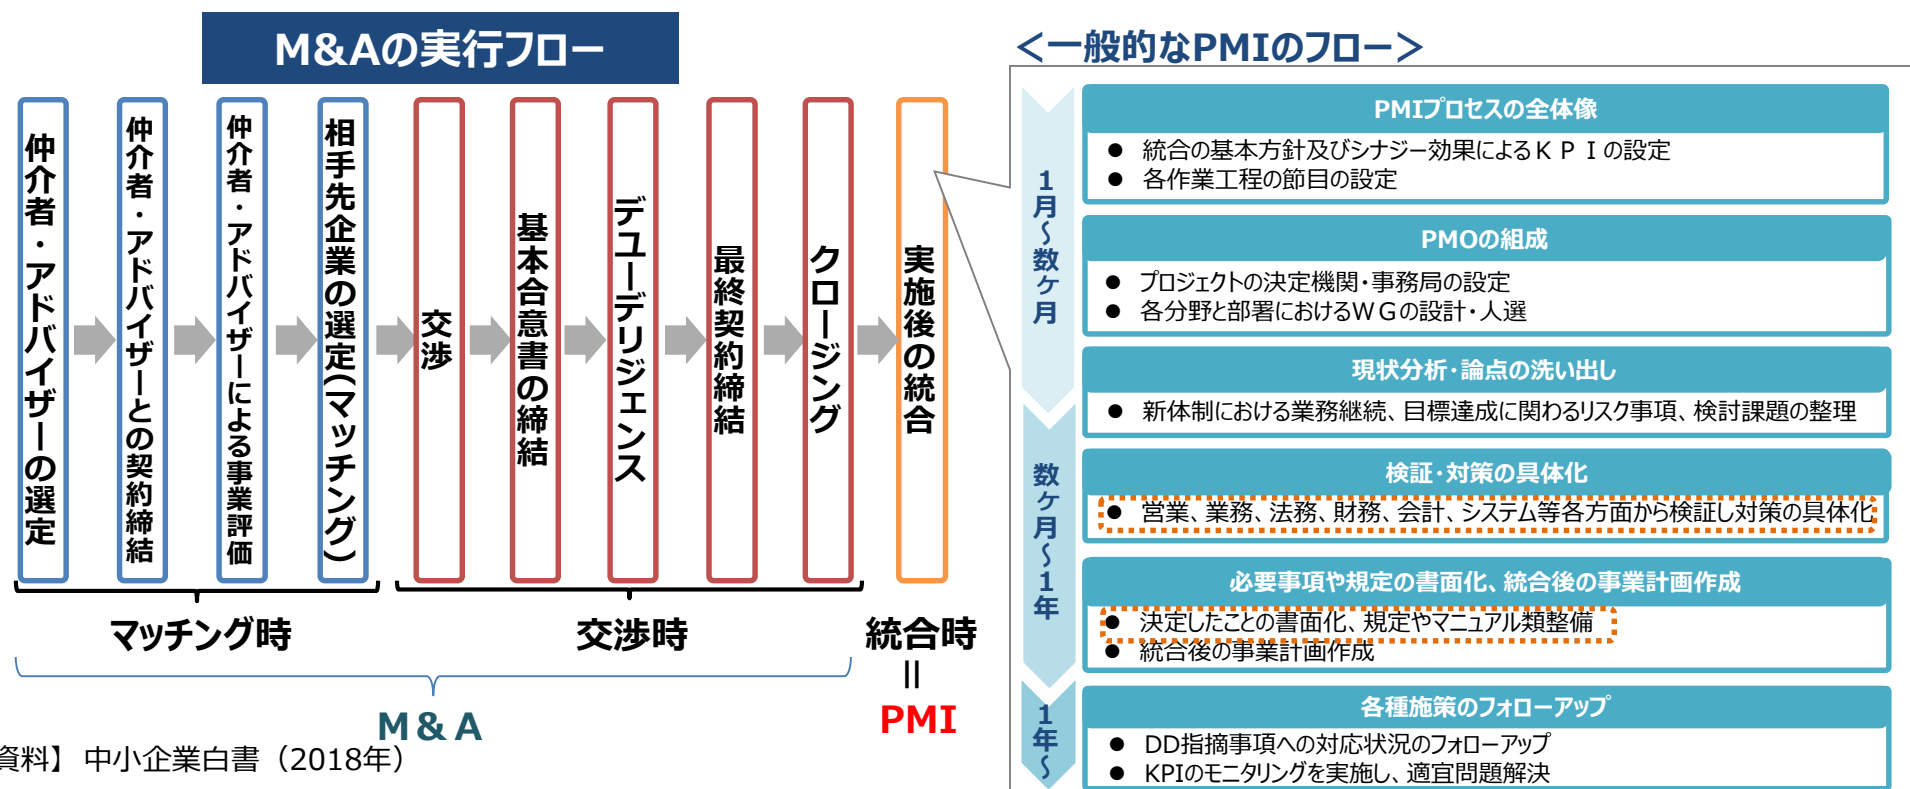 M&Aの実行フロー
仲介者・アドバイザーの選定
仲介者・アドバイザーとの契約締結
仲介者・アドバイザーによる事業評価
相手先企業の選定(マッチング)
交渉
基本合意書の締結
デューデリジェンス
最終契約締結
クロージング
実施後の統合
マッチング時
交渉時
統合時
=
PMI
M&A
資料】 中小企業白書（2018年）
＜一般的なPMIのフロー＞
1月～数ヶ月
PMIプロセスの全体像
● 統合の基本方針及びシナジー効果によるＫＰＩの設定
● 各作業工程の節目の設定
PMOの組成
● プロジェクトの決定機関・事務局の設定
● 各分野と部署におけるＷＧの設計・人選
現状分析・論点の洗い出し
● 新体制における業務継続、目標達成に関わるリスク事項、検討課題の整理
数ヶ月～1年
検証・対策の具体化
● 営業、業務、法務、財務、会計、システム等各方面から検証し対策の具体化
必要事項や規定の書面化、統合後の事業計画作成
● 決定したことの書面化、規定やマニュアル類整備
● 統合後の事業計画作成
1年～
各種施策のフォローアップ
● DD指摘事項への対応状況のフォローアップ
● KPIのモニタリングを実施し、適宜問題解決